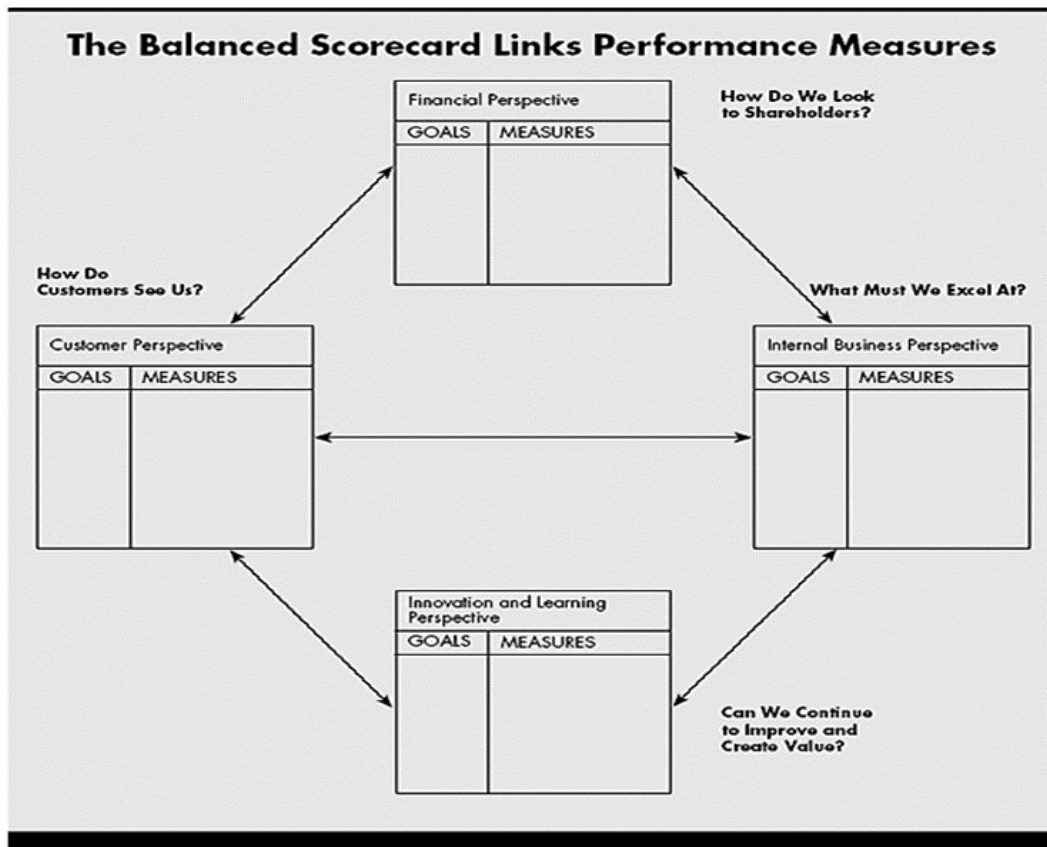 The Balanced Scorecard Links Performance Measures
Financial Perspective
GOALS MEASURES
How Do We Look
to Shareholders?
How Do
Customers See Us?
What Must We Excel At?
Customer Perspective
GOALS MEASURES
Internal Business Perspective
GOALS MEASURES
Innovation and Learning
Perspective
GOALS MEASURES
Can We Continue
to Improve and
Create Value?